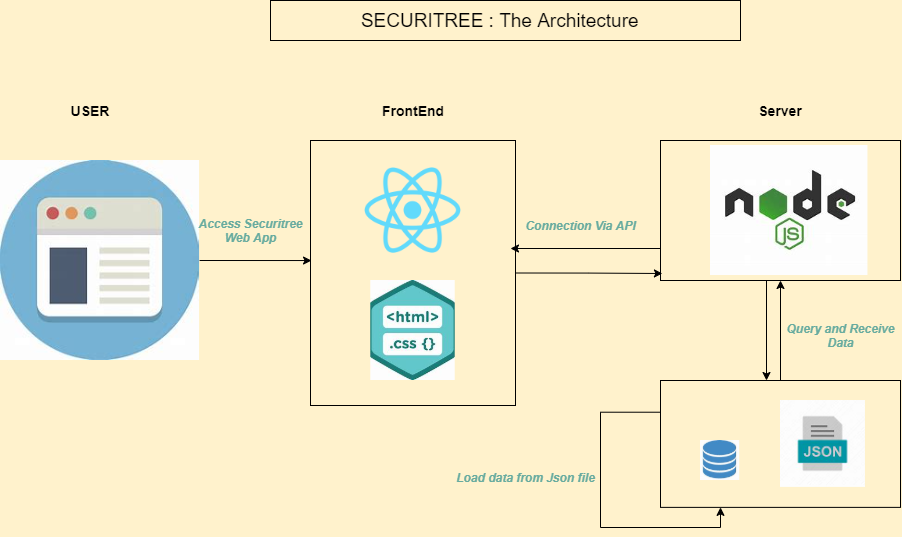 SECURITREE : The Architecture
USER
FrontEnd
Server
Access Securitree
Web App
Connection Via API
node
JS
<html>
.css {}
Query and Receive
Data
JSON
Load data from Json file